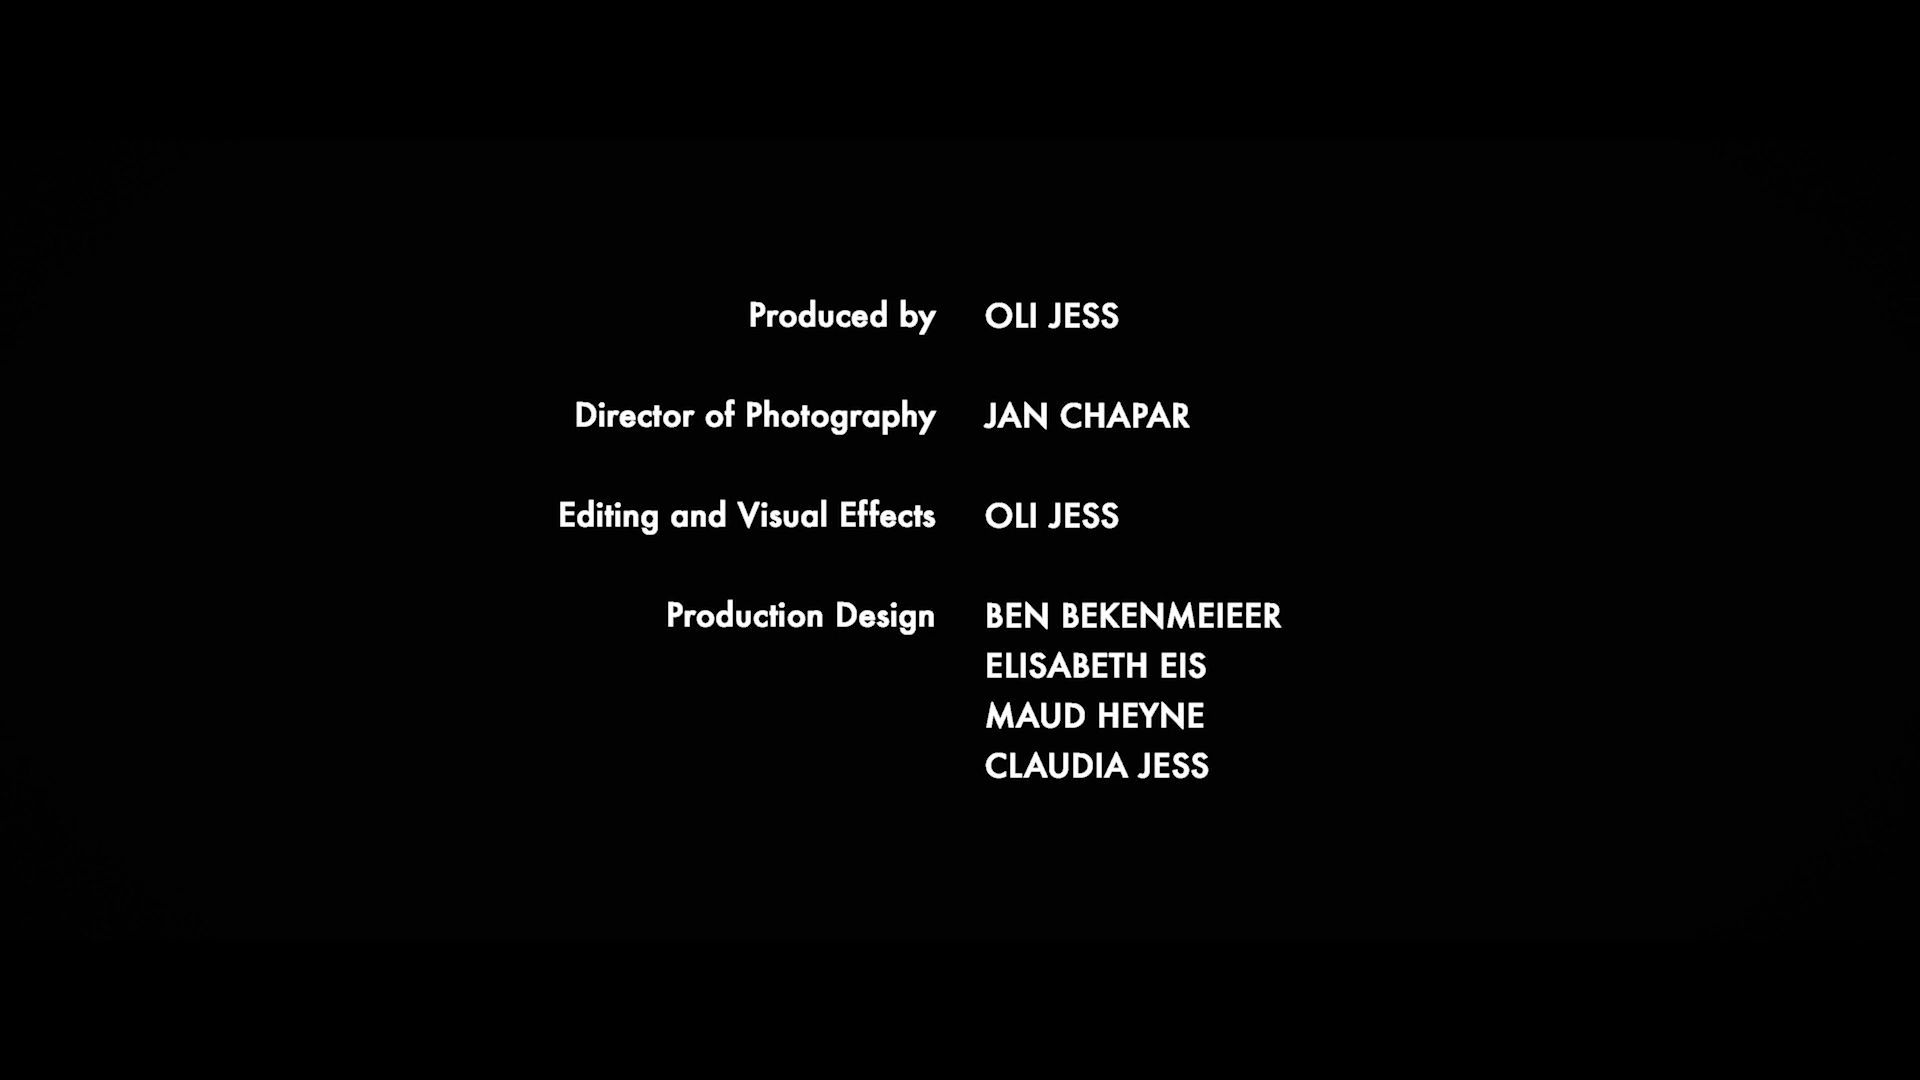 Produced by OLI JESS
Director of Photography JAN CHAPAR
Editing and Visual Effects OLI JESS
Production Design BEN BEKENMEIEER
ELISABETH EIS
MAUD HEYNE
CLAUDIA JESS